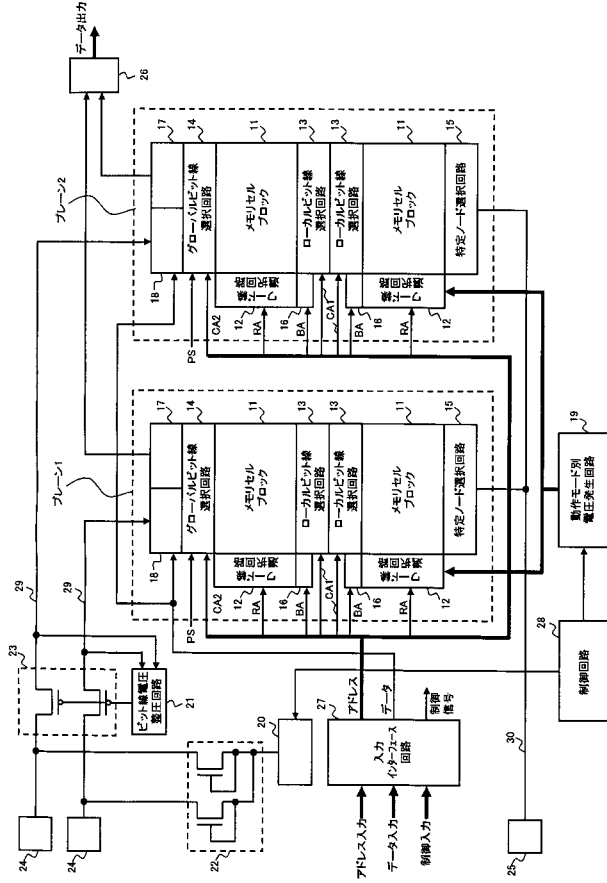 データ出力
26
プレーン1
プレーン2
29
29
23
24
24
ビット線電圧
整圧回路
21
22
20
18
17
グローバルビット線
選択回路
14
メモリセル
ブロック
11
ローカルビット線
選択回路
13
ローカルビット線
選択回路
13
メモリセル
ブロック
11
特定ノード選択回路
15
ワード線
選択回路
12
16
ワード線
選択回路
12
16
PS
CA2
RA
BA
CA1
BA
RA
18
17
グローバルビット線
選択回路
14
メモリセル
ブロック
11
ローカルビット線
選択回路
13
ローカルビット線
選択回路
13
メモリセル
ブロック
11
特定ノード選択回路
15
ワード線
選択回路
12
16
ワード線
選択回路
12
16
PS
CA2
RA
BA
CA1
BA
RA
アドレス入力
データ入力
制御入力
27
入力
インターフェース
回路
アドレス
データ
制御
信号
28
制御回路
19
動作モード別
電圧発生回路
25
30